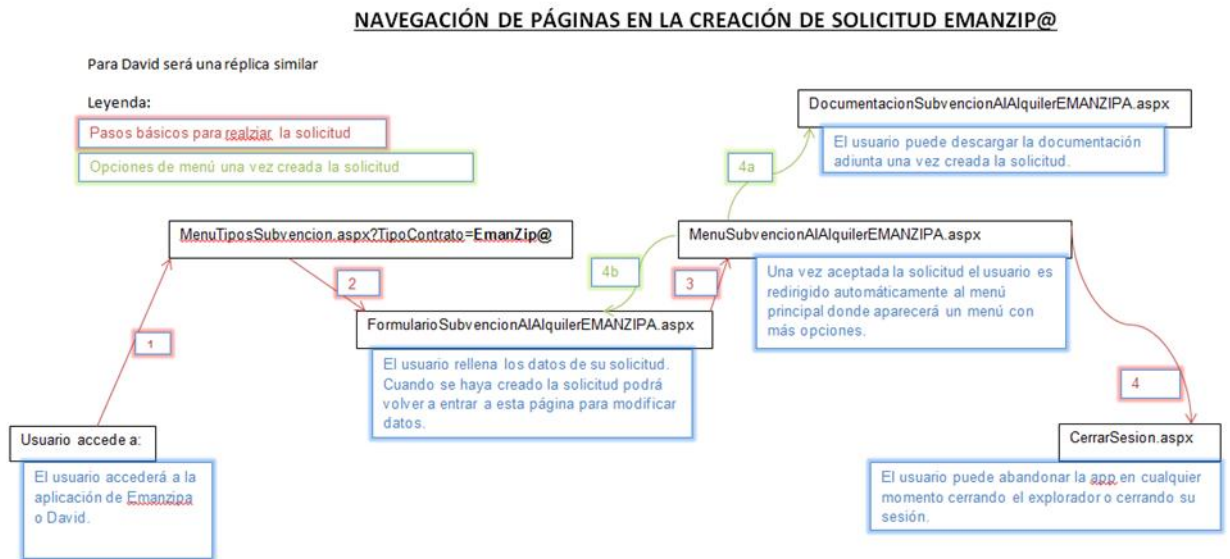 NAVEGACIÓN DE PÁGINAS EN LA CREACIÓN DE SOLICITUD EMANZIP@
Para David será una réplica similar
Leyenda:
Pasos básicos para realziar la solicitud
Opciones de menú una vez creada la solicitud
DocumentacionSubvencionAlAlquilerEMANZIPA.aspx
El usuario puede descargar la documentación
adjunta una vez creada la solicitud.
4a
MenuTiposSubvencion.aspx?TipoContrato=EmanZip@
MenuSubvencionAlAlquilerEMANZIPA.aspx
Una vez aceptada la solicitud el usuario es
redirigido automáticamente al menú
principal donde aparecerá un menú con
más opciones.
2
4b
3
FormularioSubvencionAlAlquilerEMANZIPA.aspx
El usuario rellena los datos de su solicitud.
Cuando se haya creado la solicitud podrá
volver a entrar a esta página para modificar
datos.
1
4
Usuario accede a:
El usuario accederá a la
aplicación de Emanzipa
o David.
CerrarSesion.aspx
El usuario puede abandonar la app en cualquier
momento cerrando el explorador o cerrando su
sesión.